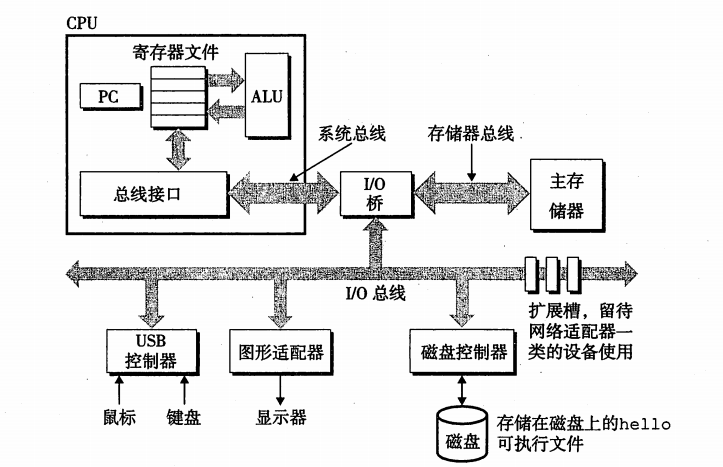 CPU
寄存器文件
PC
ALU
系统总线
存储器总线
总线接口
I/O
桥
主存
储器
I/O 总线
扩展槽，留待
网络适配器一
类的设备使用
USB
控制器
图形适配器
磁盘控制器
鼠标
键盘
显示器
磁盘
存储在磁盘上的hello
可执行文件